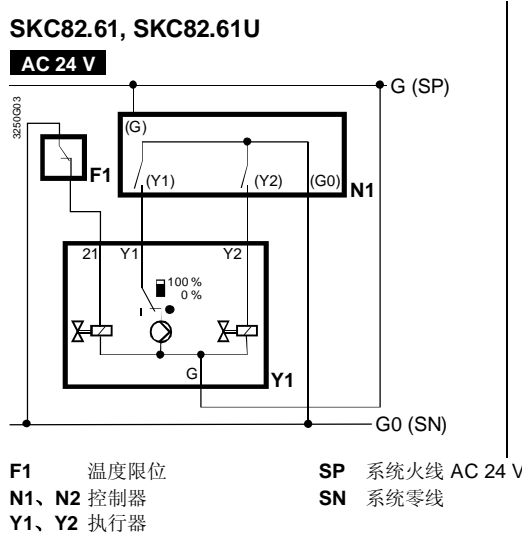 SKC82.61, SKC82.61U
AC 24 V
G (SP)
3250G03
(G)
F1
(Y1)
(Y2)
(G0)
N1
21
Y1
Y2
100 %
0 %
I
G
Y1
G0 (SN)
F1 温度限位
SP 系统火线 AC 24 V
N1、N2 控制器
SN 系统零线
Y1、Y2 执行器